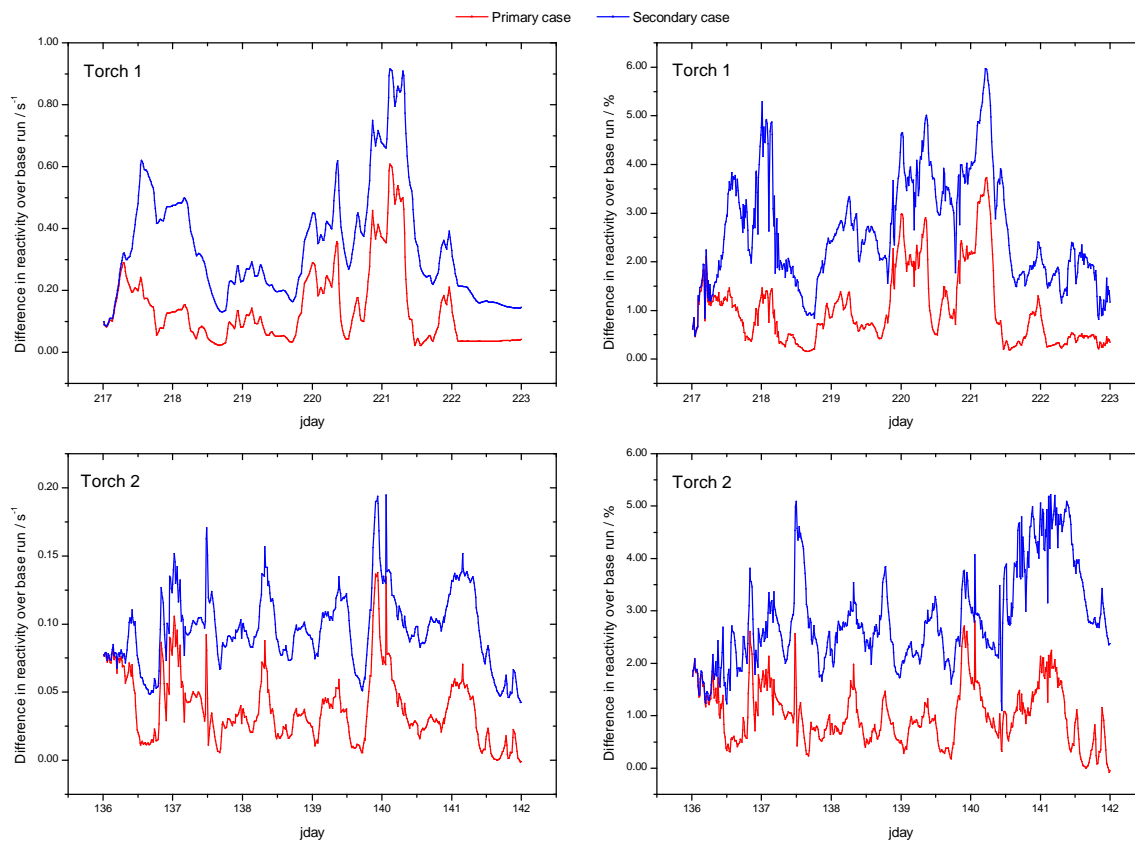 Primary case Secondary case
Torch 1
Difference in reactivity over base run / s⁻¹
1.00
0.80
0.60
0.40
0.20
0.00
217 218 219 220 221 222 223
jday
Torch 1
Difference in reactivity over base run / %
6.00
5.00
4.00
3.00
2.00
1.00
0.00
217 218 219 220 221 222 223
jday
Torch 2
Difference in reactivity over base run / s⁻¹
0.20
0.15
0.10
0.05
0.00
136 137 138 139 140 141 142
jday
Torch 2
Difference in reactivity over base run / %
6.00
5.00
4.00
3.00
2.00
1.00
0.00
136 137 138 139 140 141 142
jday